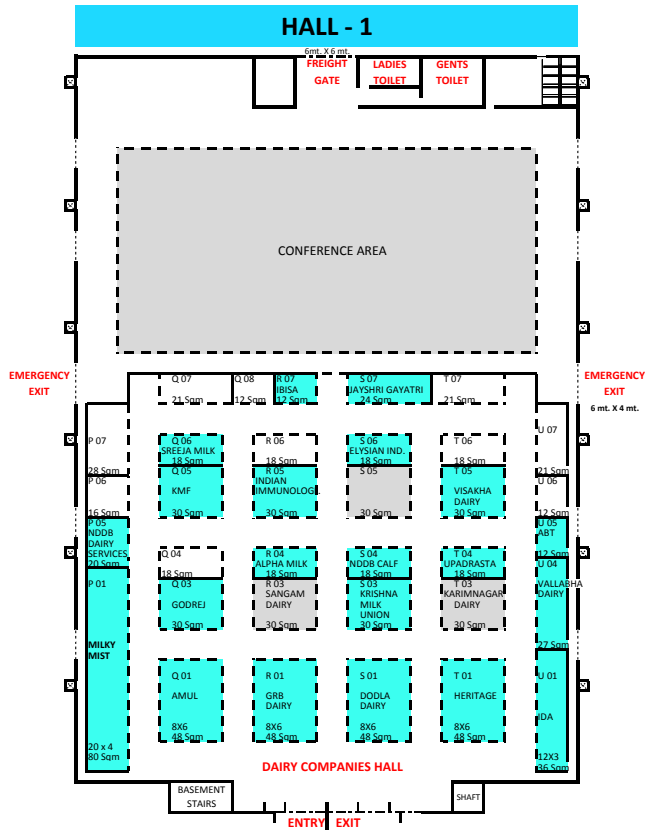 HALL - 1
6mt. X 6 mt.
FREIGHT
GATE
LADIES
TOILET
GENTS
TOILET
CONFERENCE AREA
EMERGENCY
EXIT
EMERGENCY
EXIT
6 mt. X 4 mt.
Q 07
21 Sqm
Q 08
12 Sqm
R 07
IBISA
12 Sqm
S 07
JAYSHRI GAYATRI
24 Sqm
T 07
21 Sqm
P 07
28 Sqm
Q 06
SREEJA MILK
18 Sqm
R 06
18 Sqm
S 06
ELYSIAN IND.
18 Sqm
T 06
18 Sqm
U 07
21 Sqm
P 06
16 Sqm
Q 05
KMF
30 Sqm
R 05
INDIAN
IMMUNOLOGI
30 Sqm
S 05
30 Sqm
T 05
VISAKHA
DAIRY
30 Sqm
U 06
12 Sqm
P 05
NDDB
DAIRY
SERVICES
20 Sqm
Q 04
18 Sqm
R 04
ALPHA MILK
18 Sqm
S 04
NDDB CALF
18 Sqm
T 04
UPADRASTA
18 Sqm
U 05
ABT
12 Sqm
P 01
MILKY
MIST
20 x 4
80 Sqm
Q 03
GODREJ
30 Sqm
R 03
SANGAM
DAIRY
30 Sqm
S 03
KRISHNA
MILK
UNION
30 Sqm
T 03
KARIMNAGAR
DAIRY
30 Sqm
U 04
VALLABHA
DAIRY
27 Sqm
Q 01
AMUL
8X6
48 Sqm
R 01
GRB
DAIRY
8X6
48 Sqm
S 01
DODLA
DAIRY
8X6
48 Sqm
T 01
HERITAGE
8X6
48 Sqm
U 01
IDA
12X3
36 Sqm
DAIRY COMPANIES HALL
BASEMENT
STAIRS
SHAFT
ENTRY EXIT